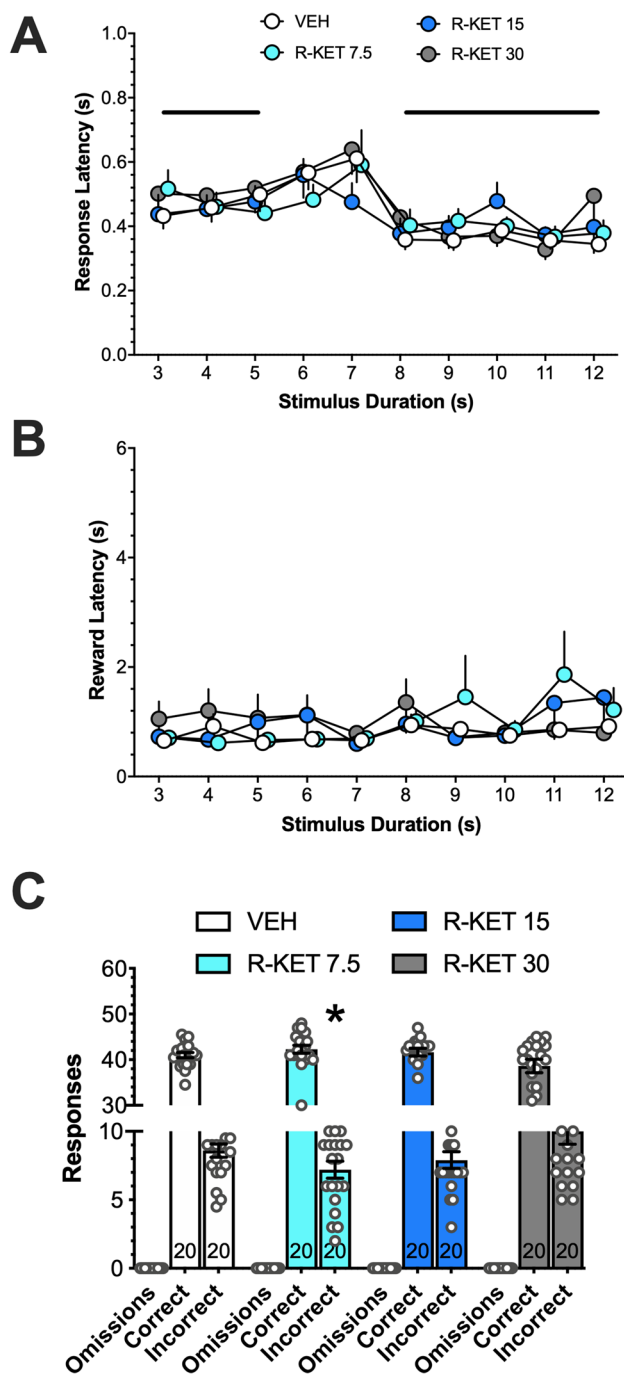 A
VEH
R-KET 15
R-KET 7.5
R-KET 30
1.0
0.8
0.6
0.4
0.2
0.0
Response Latency (s)
3 4 5 6 7 8 9 10 11 12
Stimulus Duration (s)
B
6
4
2
0
Reward Latency (s)
3 4 5 6 7 8 9 10 11 12
Stimulus Duration (s)
C
VEH
R-KET 15
R-KET 7.5
R-KET 30
60
50
40
30
10
5
0
Responses
*
20 20 20 20 20 20 20 20
Omissions Correct Incorrect Omissions Correct Incorrect Omissions Correct Incorrect Omissions Correct Incorrect